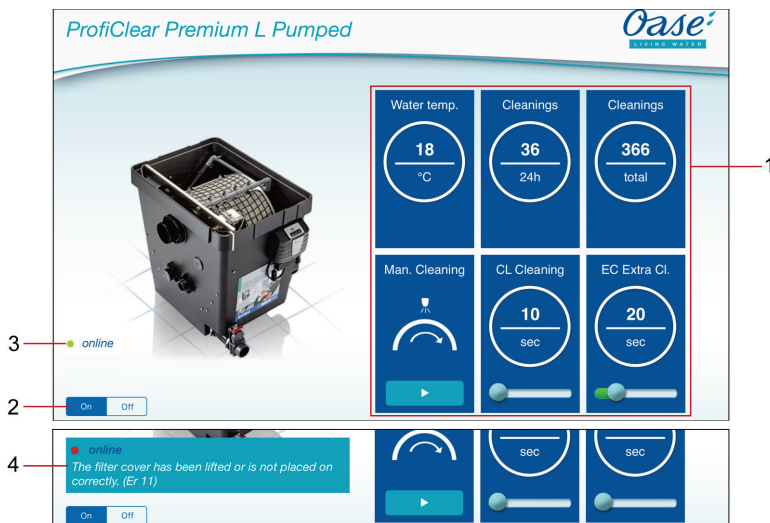 ProfiClear Premium L Pumped
Oase
LIVING WATER
Water temp.
18
°C
Cleanings
36
24h
Cleanings
366
total
1
Man. Cleaning
CL Cleaning
10
sec
EC Extra Cl.
20
sec
3
online
2
On
Off
4
online
The filter cover has been lifted or is not placed on
correctly. (Er 11)
sec
sec
On
Off